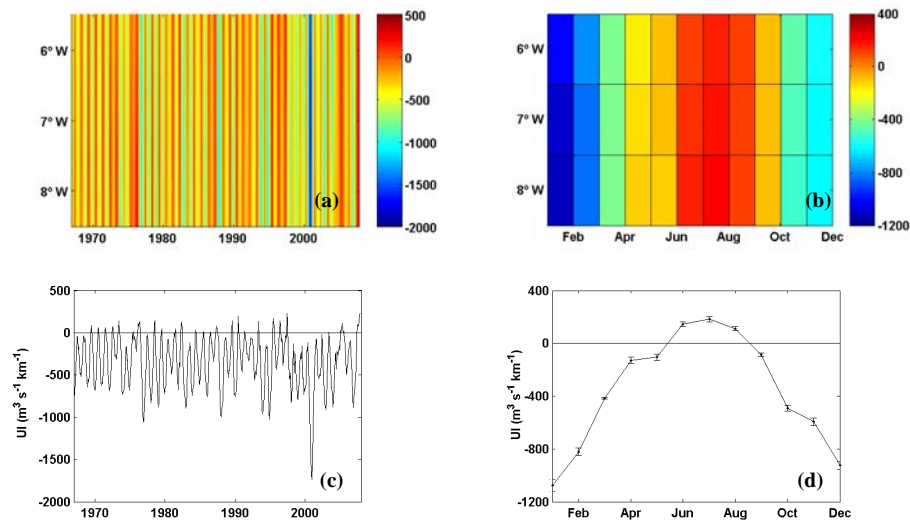 500
0
-500
-1000
-1500
-2000
6° W
7° W
8° W
1970
1980
1990
2000
(a)
400
0
-400
-800
-1200
6° W
7° W
8° W
Feb
Apr
Jun
Aug
Oct
Dec
(b)
500
0
-500
-1000
-1500
-2000
UI (m³ s⁻¹ km⁻¹)
1970
1980
1990
2000
(c)
400
0
-400
-800
-1200
UI (m³ s⁻¹ km⁻¹)
Feb
Apr
Jun
Aug
Oct
Dec
(d)